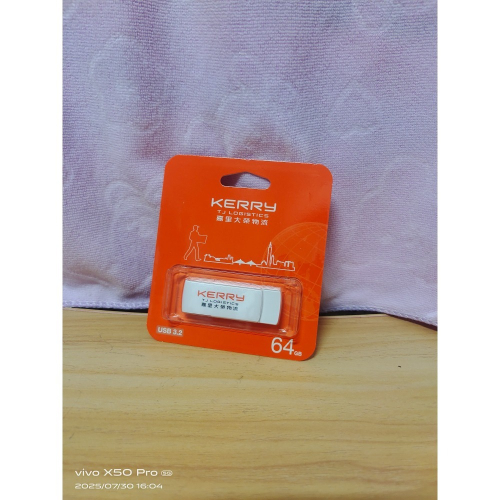 KERRY
TJ LOGISTICS
嘉里大榮物流
KERRY
TJ LOGISTICS
嘉里大榮物流
USB 3.2
64GB
vivo X50 Pro 5G
2025/07/30 16:04